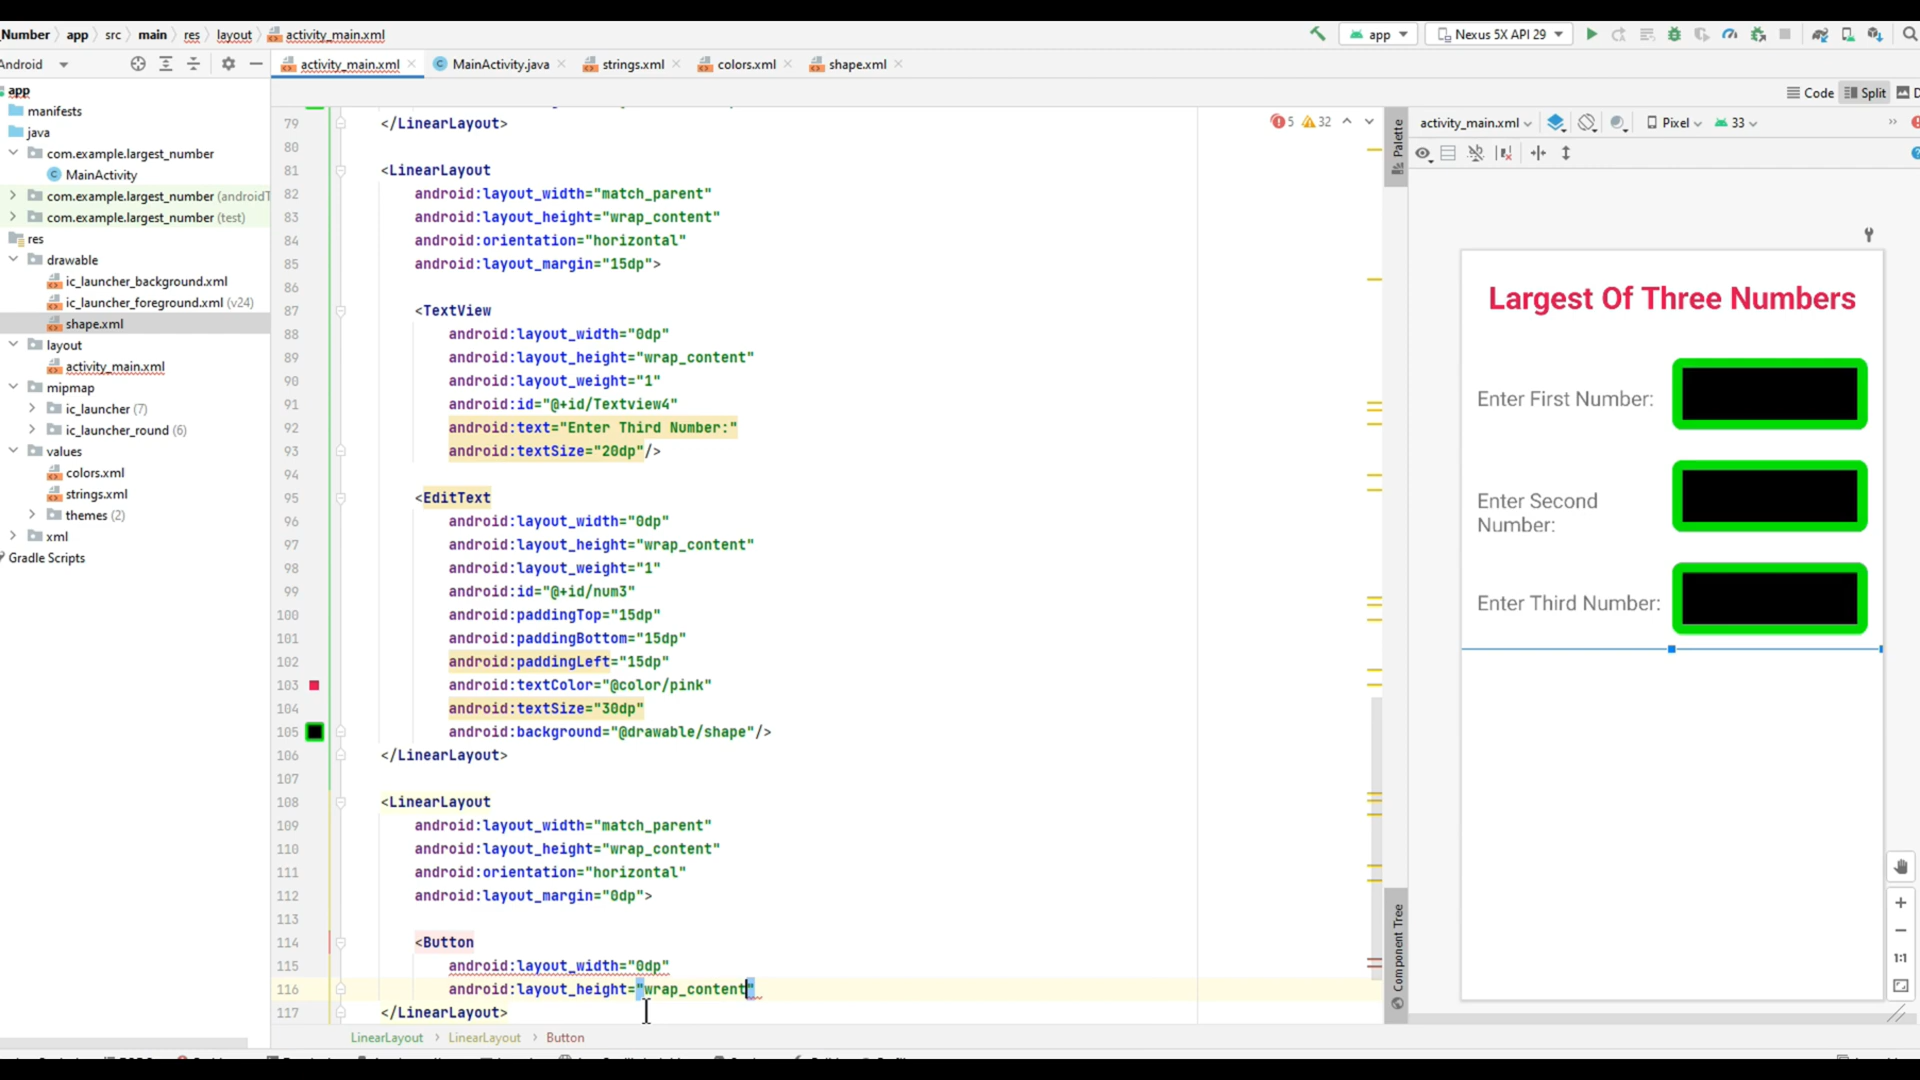 _Number app src main res layout activity_main.xml
app Nexus 5X API 29
Android
activity_main.xml MainActivity.java strings.xml colors.xml shape.xml
Code Split
app
manifests
java
com.example.largest_number
MainActivity
com.example.largest_number
com.example.largest_number (test)
res
drawable
ic_launcher_background.xml
ic_launcher_foreground.xml (v24)
shape.xml
layout
activity_main.xml
mipmap
ic_launcher (7)
ic_launcher_round (6)
values
colors.xml
strings.xml
themes (2)
xml
Gradle Scripts
5 32
79 </LinearLayout>
80
81 <LinearLayout
82 android:layout_width="match_parent"
83 android:layout_height="wrap_content"
84 android:orientation="horizontal"
85 android:layout_margin="15dp">
86
87 <TextView
88 android:layout_width="0dp"
89 android:layout_height="wrap_content"
90 android:layout_weight="1"
91 android:id="@+id/Textview4"
92 android:text="Enter Third Number:"
93 android:textSize="20dp"/>
94
95 <EditText
96 android:layout_width="0dp"
97 android:layout_height="wrap_content"
98 android:layout_weight="1"
99 android:id="@+id/num3"
100 android:paddingTop="15dp"
101 android:paddingBottom="15dp"
102 android:paddingLeft="15dp"
103 android:textColor="@color/pink"
104 android:textSize="30dp"
105 android:background="@drawable/shape"/>
106 </LinearLayout>
107
108 <LinearLayout
109 android:layout_width="match_parent"
110 android:layout_height="wrap_content"
111 android:orientation="horizontal"
112 android:layout_margin="0dp">
113
114 <Button
115 android:layout_width="0dp"
116 android:layout_height="wrap_content"
117 </LinearLayout>
LinearLayout LinearLayout Button
Palette
Component Tree
activity_main.xml Pixel 33
Largest Of Three Numbers
Enter First Number:
Enter Second
Number:
Enter Third Number:
1:1